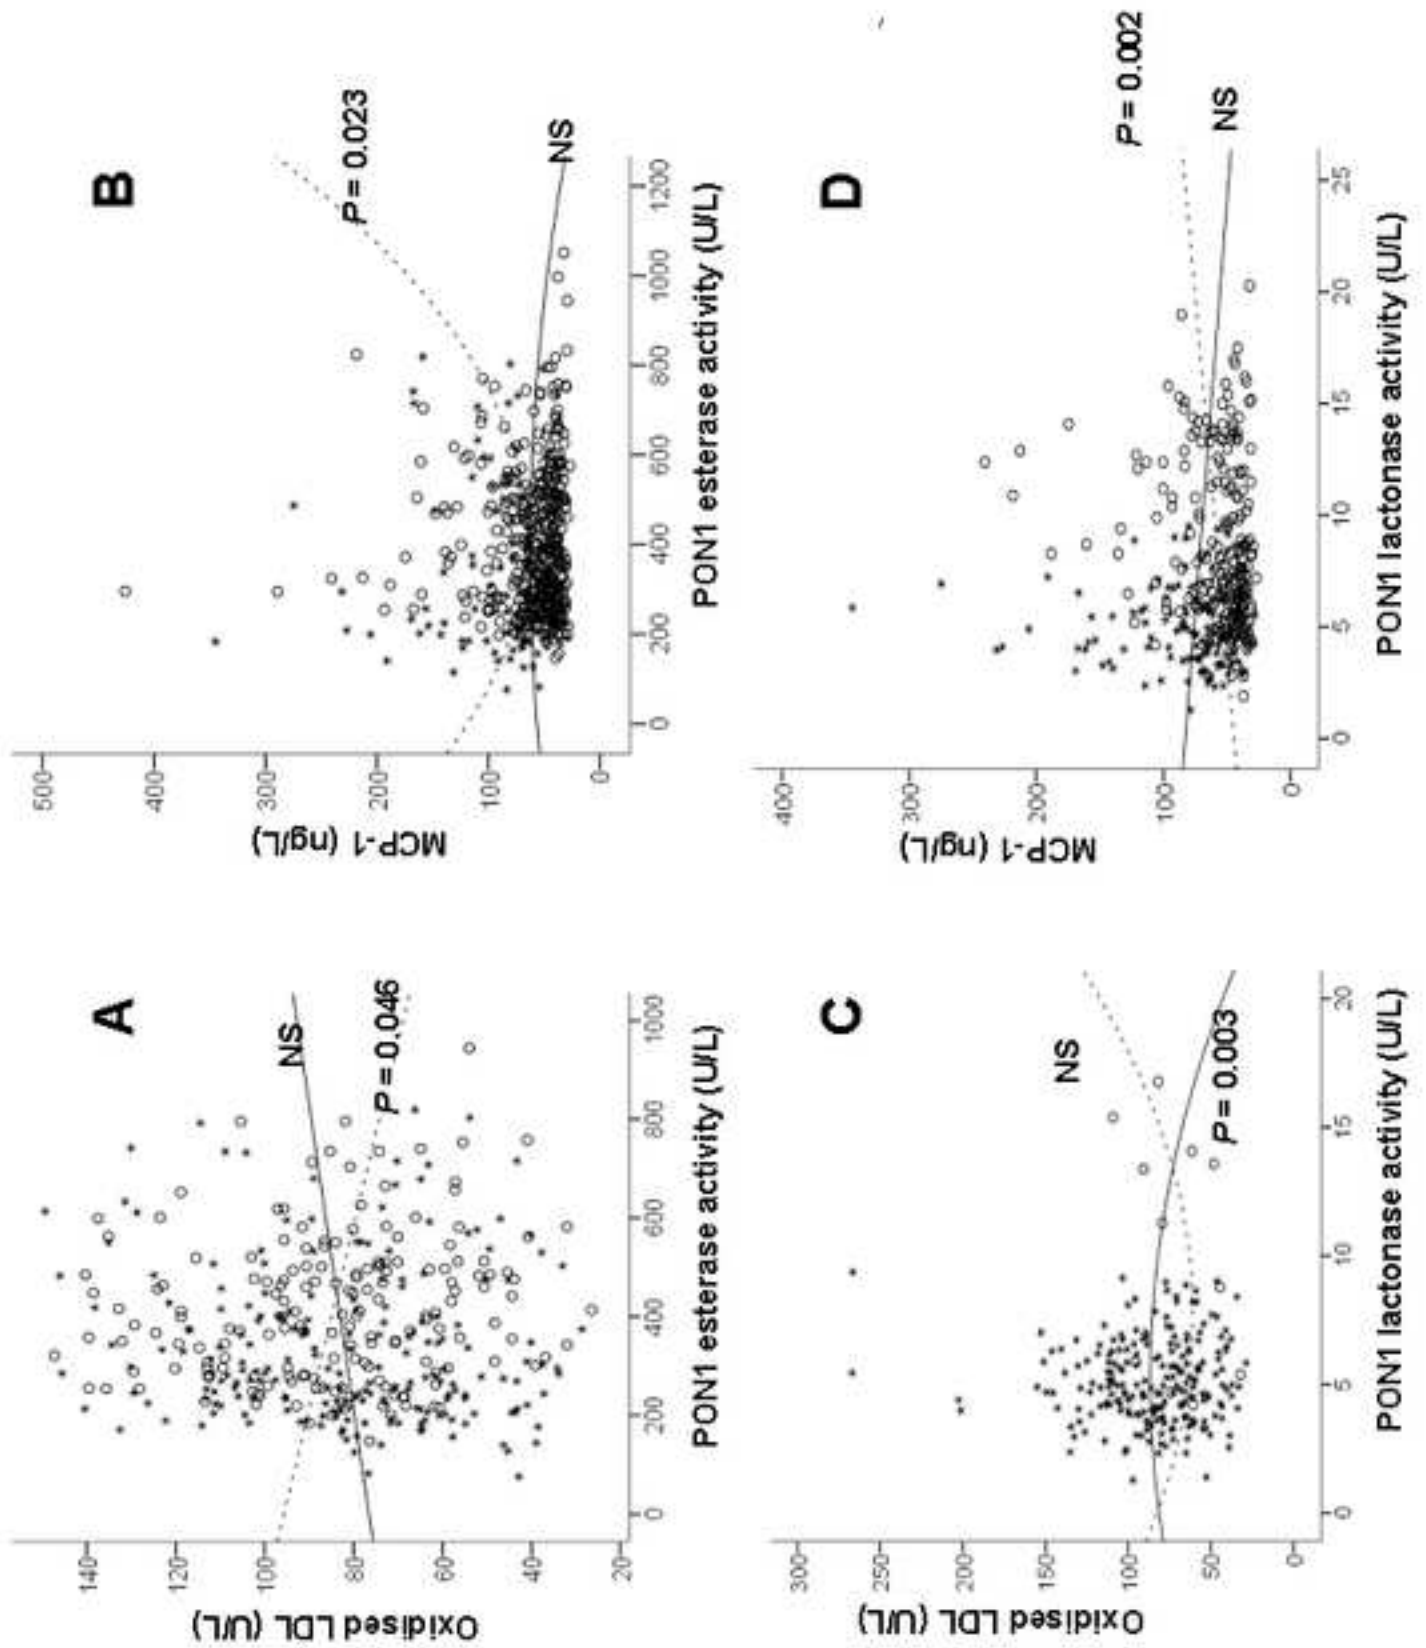 A
NS
P = 0.046
140
120
100
80
60
40
20
0
200
400
600
800
1000
Oxidised LDL (U/L)
PON1 esterase activity (U/L)
B
P = 0.023
NS
500
400
300
200
100
0
0
200
400
600
800
1000
1200
MCP-1 (ng/L)
PON1 esterase activity (U/L)
C
NS
P = 0.003
300
250
200
150
100
50
0
0
5
10
15
20
Oxidised LDL (U/L)
PON1 lactonase activity (U/L)
D
P = 0.002
NS
400
300
200
100
0
0
5
10
15
20
25
MCP-1 (ng/L)
PON1 lactonase activity (U/L)